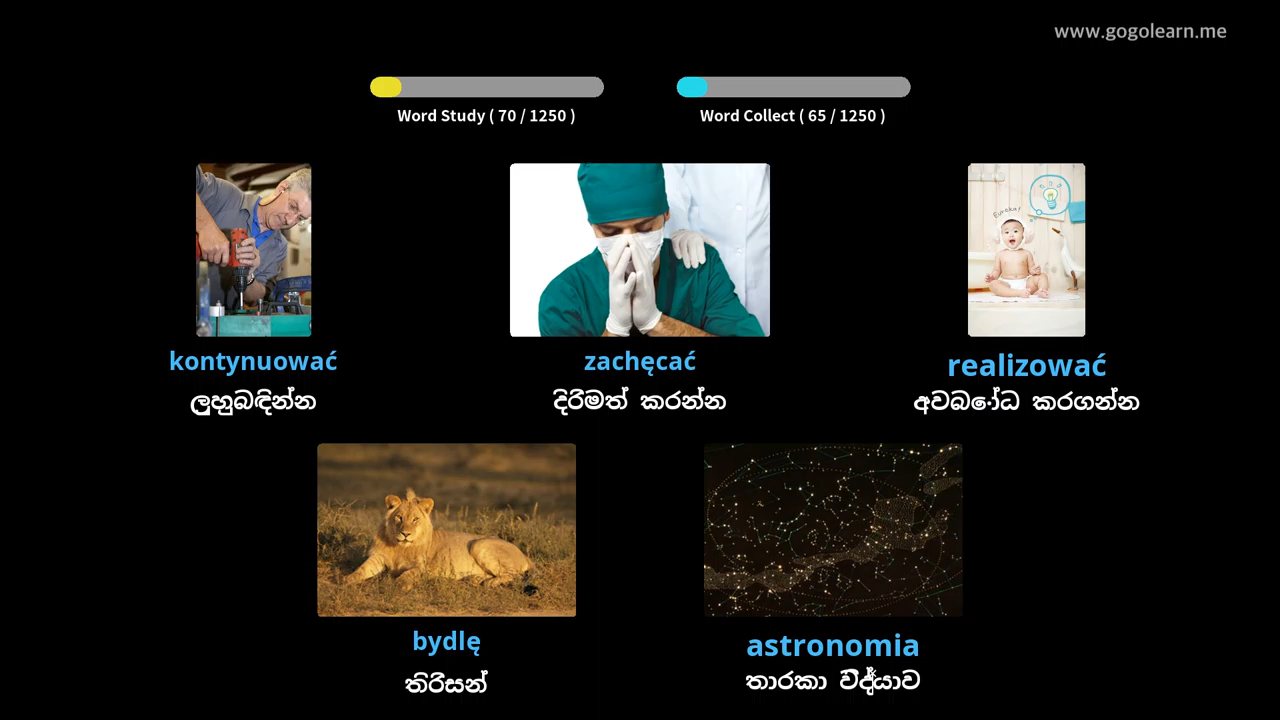 www.gogolearn.me
Word Study ( 70 / 1250 )
Word Collect ( 65 / 1250 )
Eureka!
kontynuować
ලුහුබඳින්න
zachęcać
දිරිමත් කරන්න
realizować
අවබෝධ කරගන්න
bydlę
තිරිසන්
astronomia
තාරකා විද්‍යාව